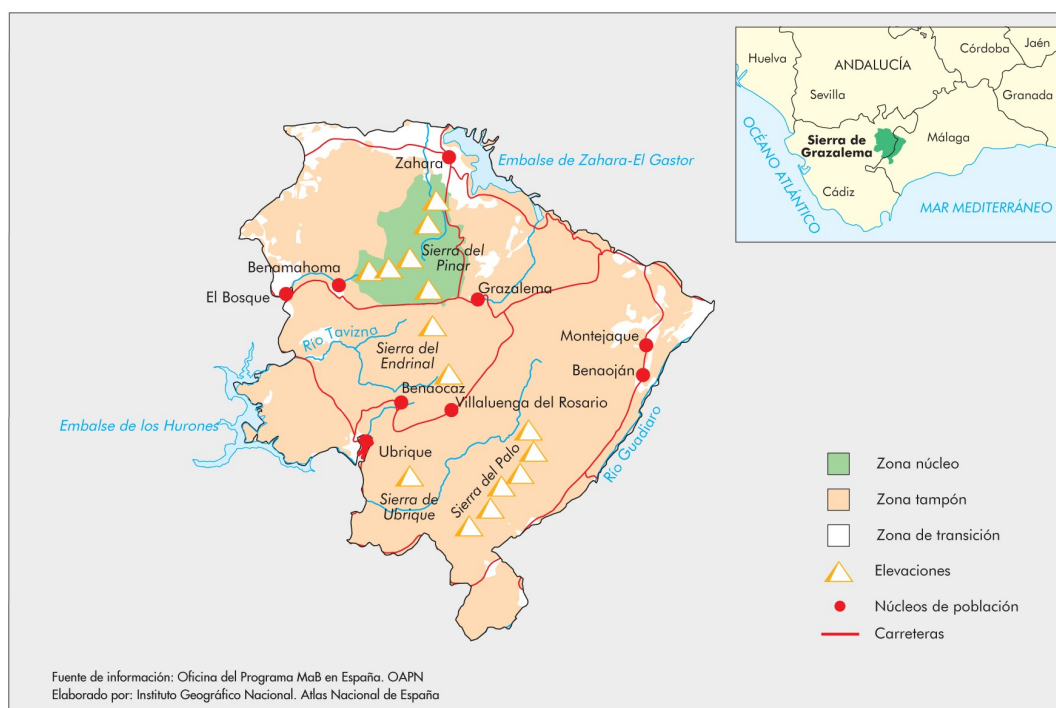 Zahara
Embalse de Zahara-El Gastor
Sierra del
Pinar
Benamahoma
El Bosque
Grazalema
Río Tavizna
Sierra del
Endrinal
Montejaque
Benaoján
Benaocaz
Villaluenga del Rosario
Embalse de los Hurones
Ubrique
Sierra de
Ubrique
Sierra del Palo
Río Guadiaro
Huelva
ANDALUCÍA
Córdoba
Jaén
Sevilla
Granada
Sierra de
Grazalema
Málaga
Cádiz
OCÉANO ATLÁNTICO
MAR MEDITERRÁNEO
Zona núcleo
Zona tampón
Zona de transición
Elevaciones
Núcleos de población
Carreteras
Fuente de información: Oficina del Programa MaB en España. OAPN
Elaborado por: Instituto Geográfico Nacional. Atlas Nacional de España